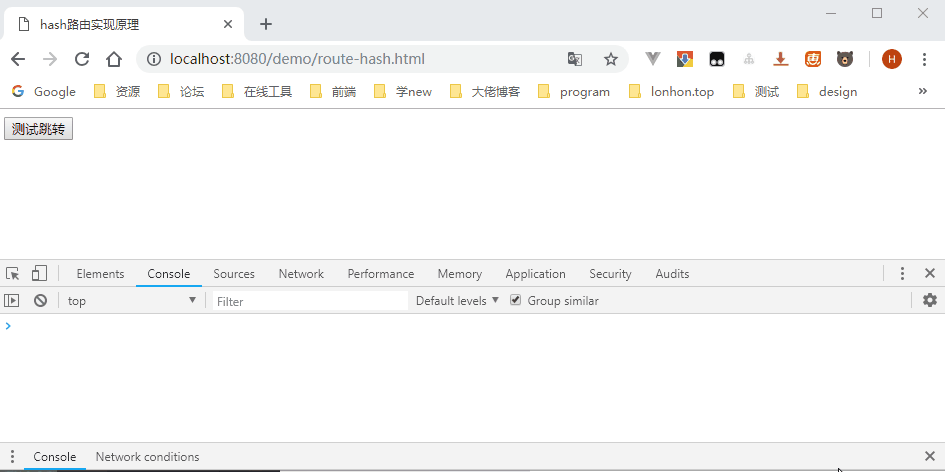 hash路由实现原理
localhost:8080/demo/route-hash.html
H
Google 资源 论坛 在线工具 前端 学new 大佬博客 program lonhon.top 测试 design »
测试跳转
Elements Console Sources Network Performance Memory Application Security Audits
top Filter Default levels Group similar
Console Network conditions